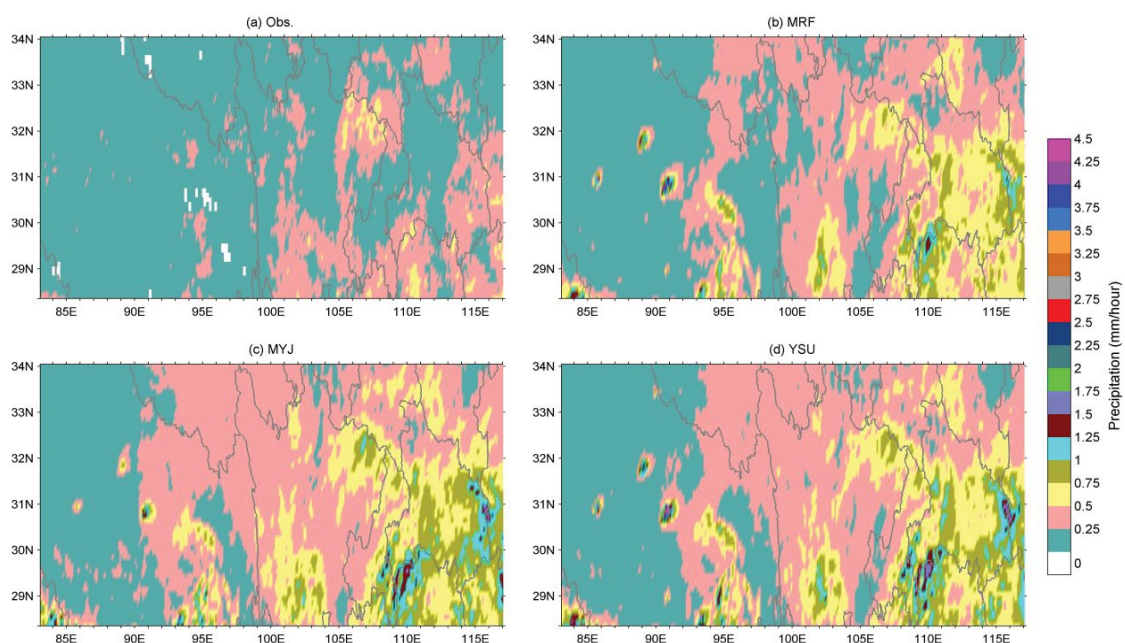 (a) Obs.
34N
33N
32N
31N
30N
29N
85E 90E 95E 100E 105E 110E 115E
(b) MRF
34N
33N
32N
31N
30N
29N
85E 90E 95E 100E 105E 110E 115E
(c) MYJ
34N
33N
32N
31N
30N
29N
85E 90E 95E 100E 105E 110E 115E
(d) YSU
34N
33N
32N
31N
30N
29N
85E 90E 95E 100E 105E 110E 115E
4.5
4.25
4
3.75
3.5
3.25
3
2.75
2.5
2.25
2
1.75
1.5
1.25
1
0.75
0.5
0.25
0
Precipitation (mm/hour)